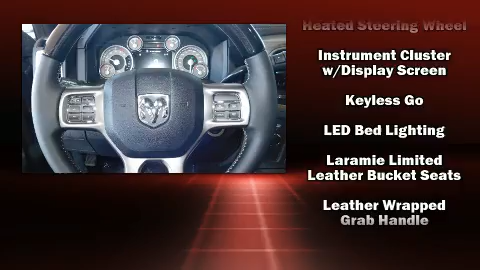 Heated Steering Wheel
Instrument Cluster
w/Display Screen
Keyless Go
LED Bed Lighting
Laramie Limited
Leather Bucket Seats
Leather Wrapped
Grab Handle